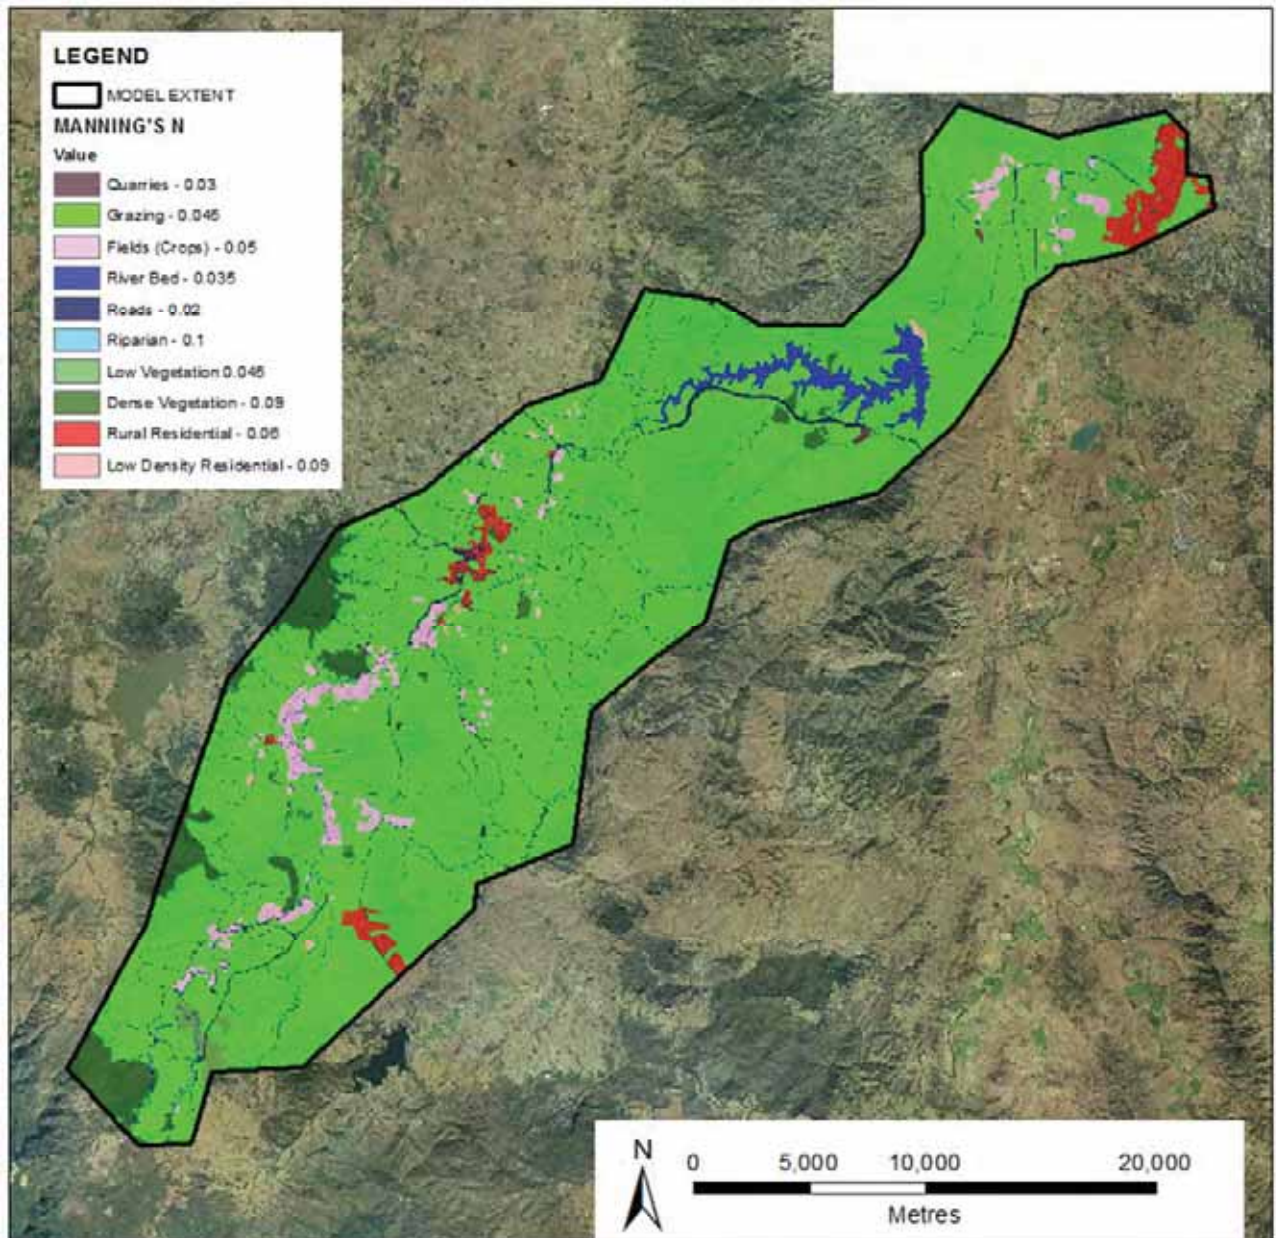 LEGEND
MODEL EXTENT
MANNING'S N
Value
Quarries - 0.03
Grazing - 0.045
Fields (Crops) - 0.05
River Bed - 0.035
Roads - 0.02
Riparian - 0.1
Low Vegetation 0.045
Dense Vegetation - 0.09
Rural Residential - 0.06
Low Density Residential - 0.09
N
0 5,000 10,000 20,000
Metres